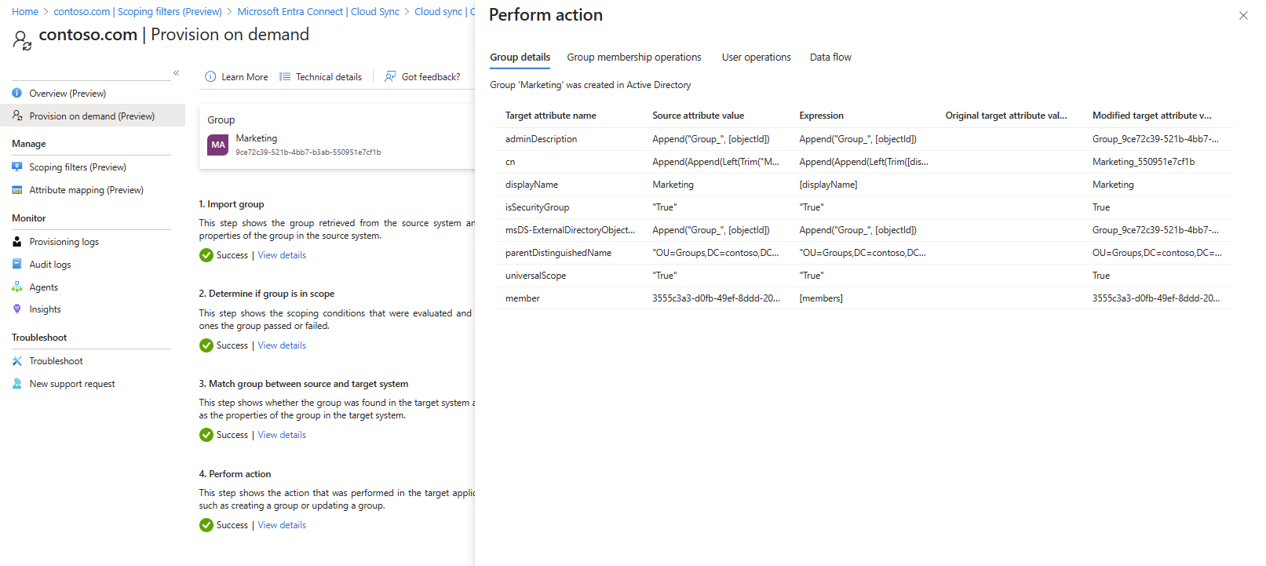 Home > contoso.com | Scoping filters (Preview) > Microsoft Entra Connect | Cloud Sync > Cloud sync | C
contoso.com | Provision on demand
Overview (Preview)
Provision on demand (Preview)
Manage
Scoping filters (Preview)
Attribute mapping (Preview)
Monitor
Provisioning logs
Audit logs
Agents
Insights
Troubleshoot
Troubleshoot
New support request
Learn More
Technical details
Got feedback?
Group
MA
Marketing
9ce72c39-521b-4bb7-b3ab-550951e7cf1b
1. Import group
This step shows the group retrieved from the source system an
properties of the group in the source system.
Success | View details
2. Determine if group is in scope
This step shows the scoping conditions that were evaluated and
ones the group passed or failed.
Success | View details
3. Match group between source and target system
This step shows whether the group was found in the target system a
as the properties of the group in the target system.
Success | View details
4. Perform action
This step shows the action that was performed in the target applic
such as creating a group or updating a group.
Success | View details
Perform action
Group details Group membership operations User operations Data flow
Group 'Marketing' was created in Active Directory
Target attribute name Source attribute value Expression Original target attribute val... Modified target attribute v...
adminDescription Append("Group_", [objectId]) Append("Group_", [objectId]) Group_9ce72c39-521b-4bb7-...
cn Append(Append(Left(Trim("M... Append(Append(Left(Trim([dis... Marketing_550951e7cf1b
displayName Marketing [displayName] Marketing
isSecurityGroup "True" "True" True
msDS-ExternalDirectoryObject... Append("Group_", [objectId]) Append("Group_", [objectId]) Group_9ce72c39-521b-4bb7-...
parentDistinguishedName "OU=Groups,DC=contoso,DC... "OU=Groups,DC=contoso,DC... OU=Groups,DC=contoso,DC=...
universalScope "True" "True" True
member 3555c3a3-d0fb-49ef-8ddd-20... [members] 3555c3a3-d0fb-49ef-8ddd-20...